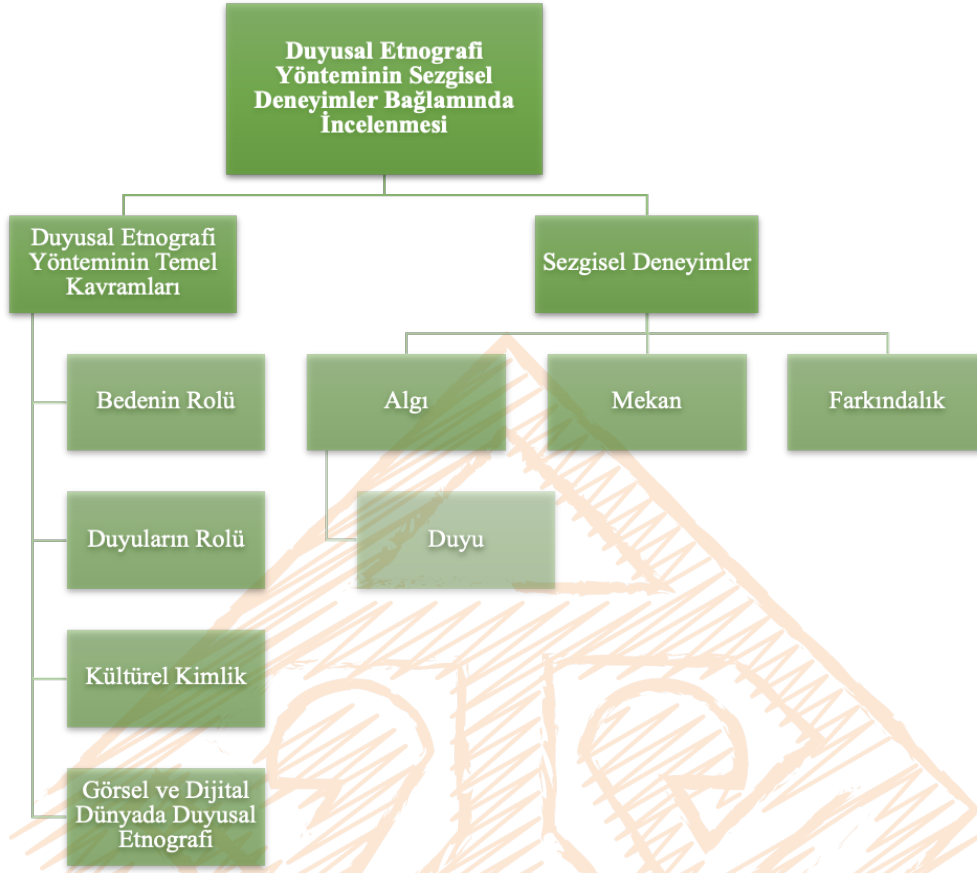 Duyusal Etnografi
Yönteminin Sezgisel
Deneyimler Bağlamında
İncelenmesi
Duyusal Etnografi
Yönteminin Temel
Kavramları
Sezgisel Deneyimler
Bedenin Rolü
Algı
Mekan
Farkındalık
Duyuların Rolü
Duyu
Kültürel Kimlik
Görsel ve Dijital
Dünyada Duyusal
Etnografi